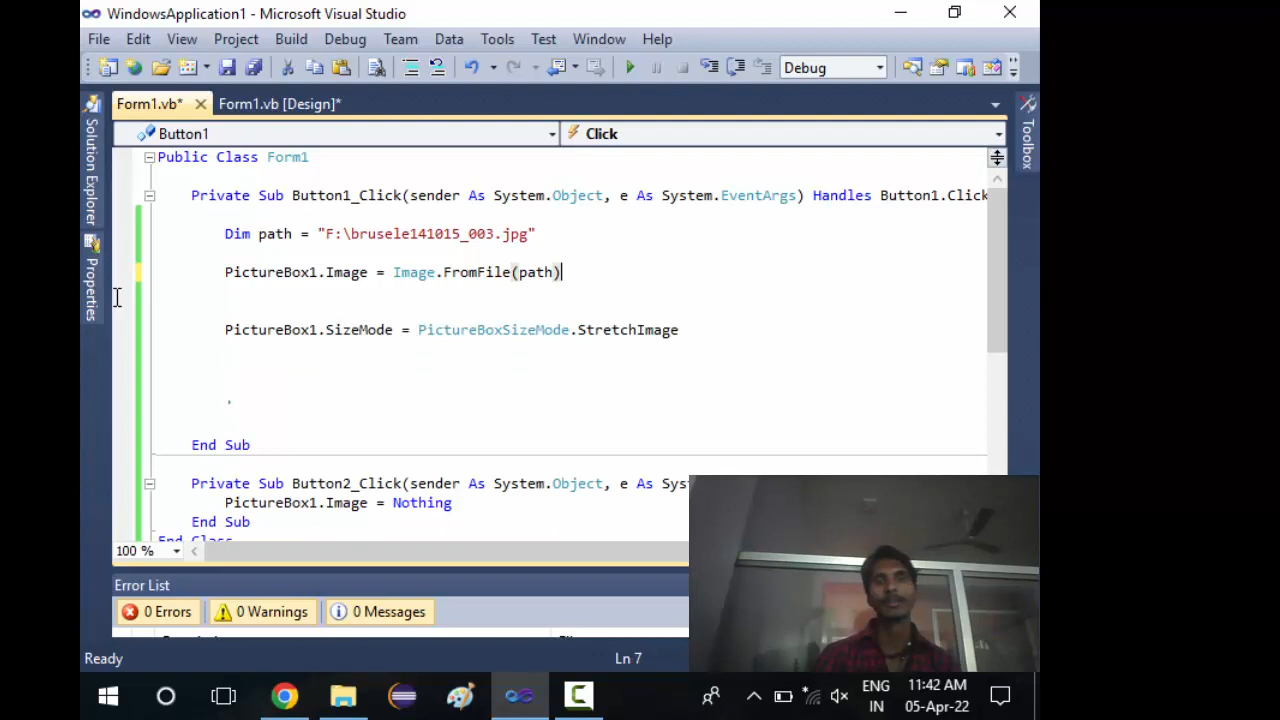 WindowsApplication1 - Microsoft Visual Studio
File Edit View Project Build Debug Team Data Tools Test Window Help
Debug
Form1.vb* Form1.vb [Design]*
Button1 Click
Solution Explorer
Properties
Toolbox
Public Class Form1
Private Sub Button1_Click(sender As System.Object, e As System.EventArgs) Handles Button1.Click
Dim path = "F:\brusele141015_003.jpg"
PictureBox1.Image = Image.FromFile(path)
PictureBox1.SizeMode = PictureBoxSizeMode.StretchImage
'
End Sub
Private Sub Button2_Click(sender As System.Object, e As Sys
PictureBox1.Image = Nothing
End Sub
End Class
100 %
Error List
0 Errors 0 Warnings 0 Messages
Ready Ln 7
ENG 11:42 AM
IN 05-Apr-22